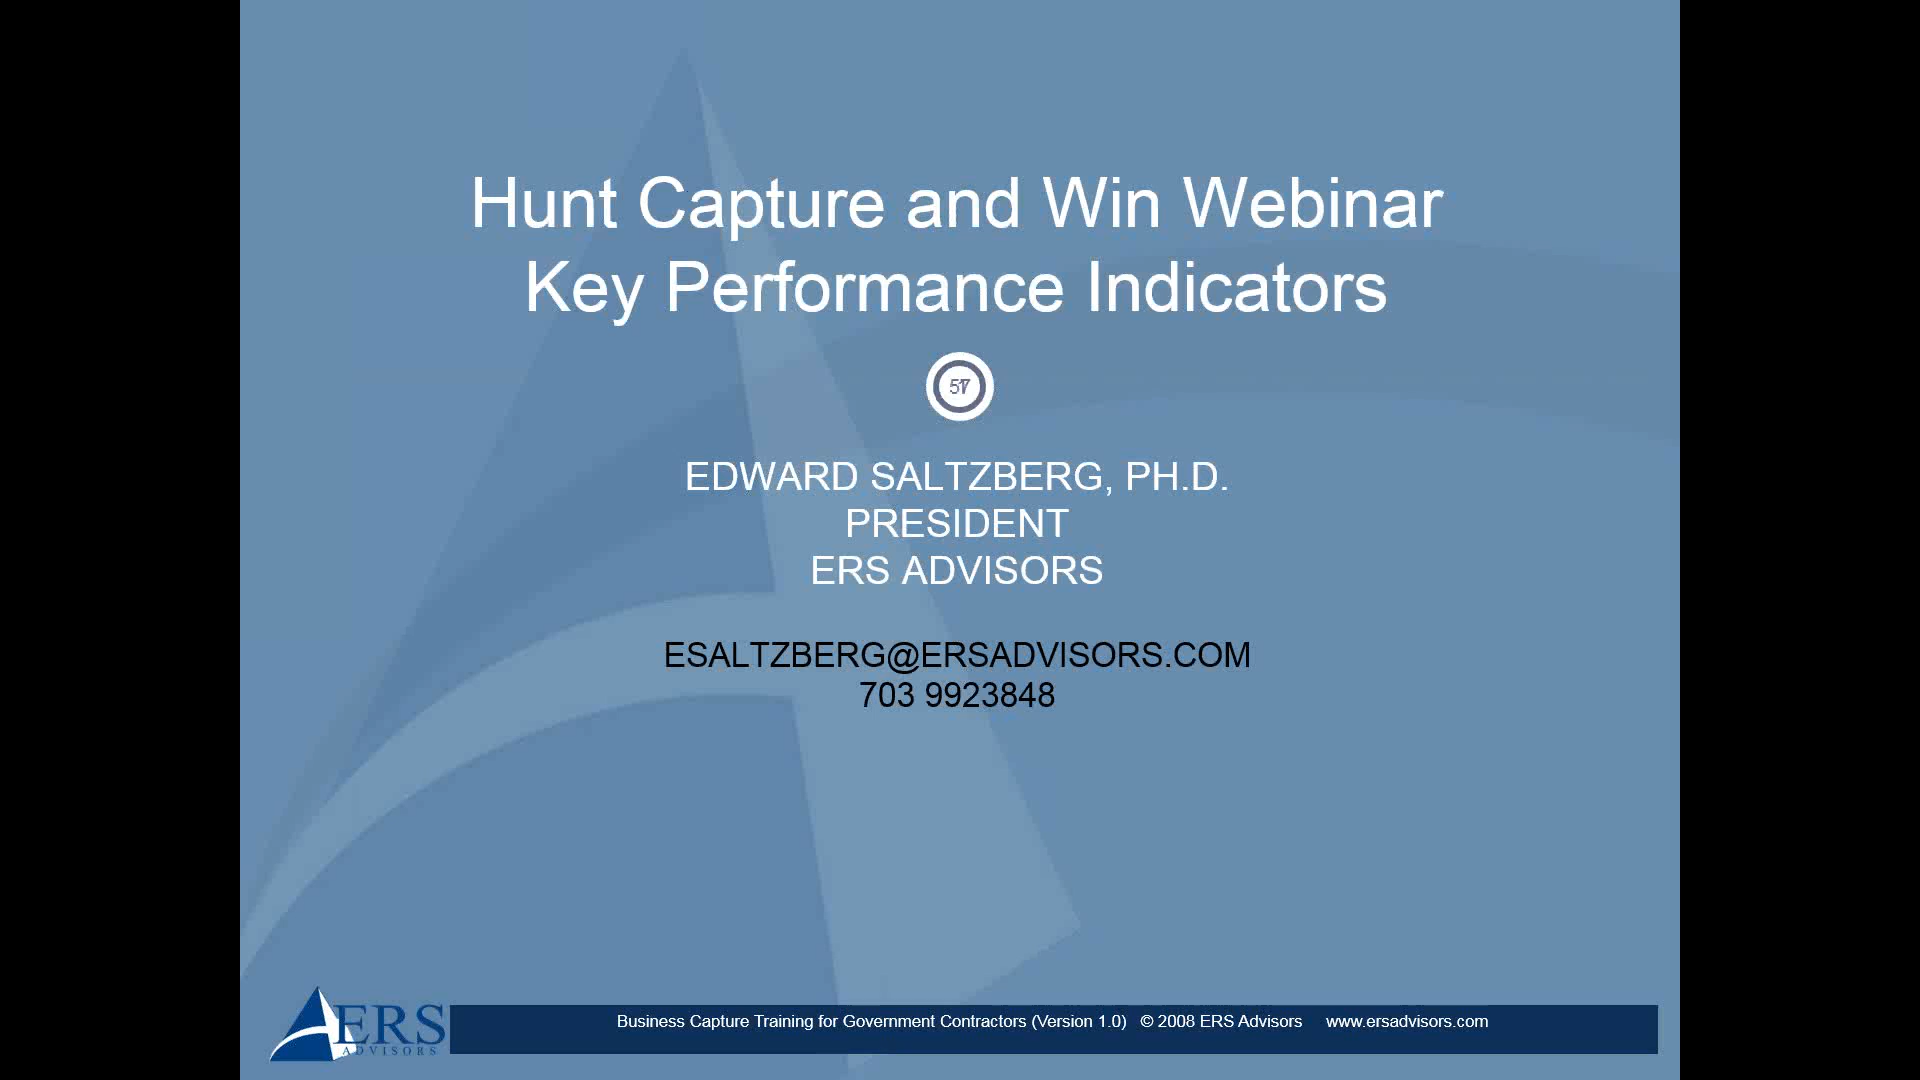 Hunt Capture and Win Webinar
Key Performance Indicators
EDWARD SALTZBERG, PH.D.
PRESIDENT
ERS ADVISORS
ESALTZBERG@ERSADVISORS.COM
703 9923848
ERS
ADVISORS
Business Capture Training for Government Contractors (Version 1.0) © 2008 ERS Advisors www.ersadvisors.com